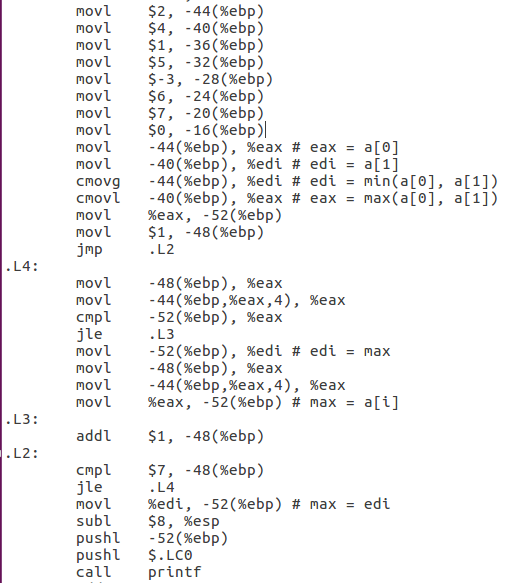 movl $2, -44(%ebp)
movl $4, -40(%ebp)
movl $1, -36(%ebp)
movl $5, -32(%ebp)
movl $-3, -28(%ebp)
movl $6, -24(%ebp)
movl $7, -20(%ebp)
movl $0, -16(%ebp)
movl -44(%ebp), %eax # eax = a[0]
movl -40(%ebp), %edi # edi = a[1]
cmovg -44(%ebp), %edi # edi = min(a[0], a[1])
cmovl -40(%ebp), %eax # eax = max(a[0], a[1])
movl %eax, -52(%ebp)
movl $1, -48(%ebp)
jmp .L2
.L4:
movl -48(%ebp), %eax
movl -44(%ebp,%eax,4), %eax
cmpl -52(%ebp), %eax
jle .L3
movl -52(%ebp), %edi # edi = max
movl -48(%ebp), %eax
movl -44(%ebp,%eax,4), %eax
movl %eax, -52(%ebp) # max = a[i]
.L3:
addl $1, -48(%ebp)
.L2:
cmpl $7, -48(%ebp)
jle .L4
movl %edi, -52(%ebp) # max = edi
subl $8, %esp
pushl -52(%ebp)
pushl $.LC0
call printf